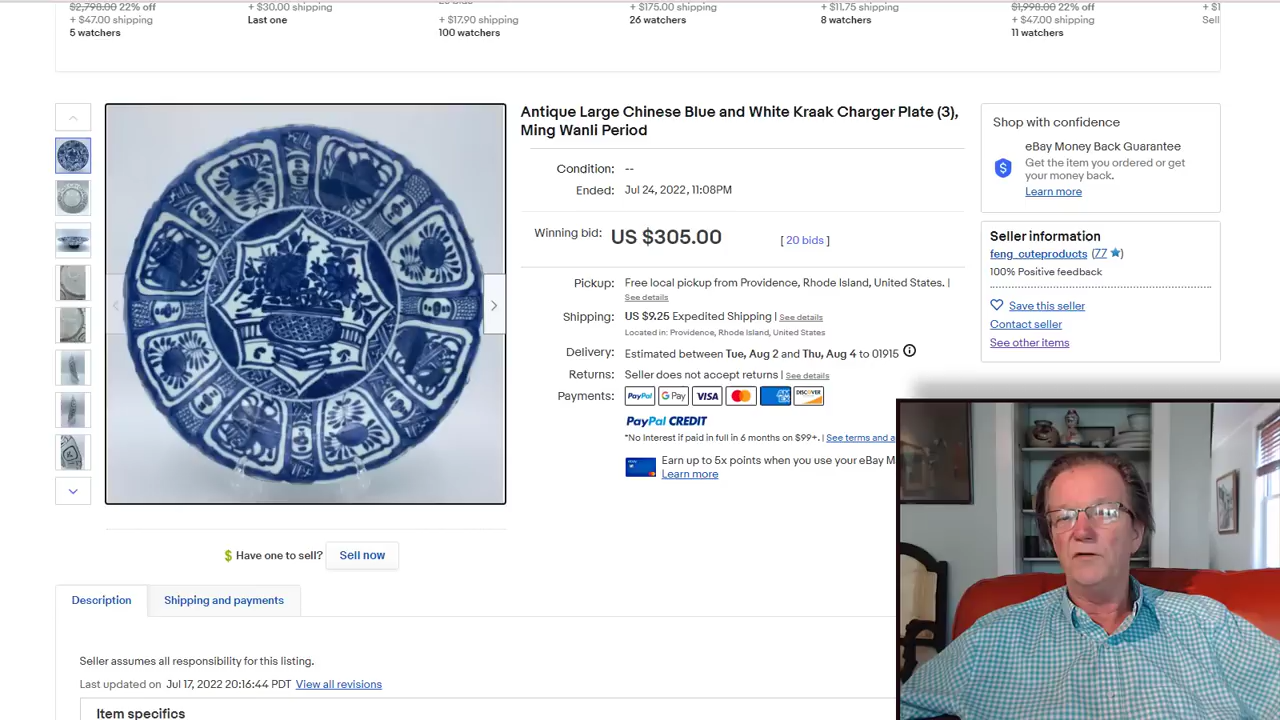 $2,798.00 22% off
+ $47.00 shipping
5 watchers
+ $30.00 shipping
Last one
+ $17.90 shipping
100 watchers
+ $175.00 shipping
26 watchers
+ $11.75 shipping
8 watchers
$1,998.00 22% off
+ $47.00 shipping
11 watchers
+ $1
Sell
Antique Large Chinese Blue and White Kraak Charger Plate (3),
Ming Wanli Period
Condition: --
Ended: Jul 24, 2022, 11:08PM
Winning bid: US $305.00 [ 20 bids ]
Pickup: Free local pickup from Providence, Rhode Island, United States. |
See details
Shipping: US $9.25 Expedited Shipping | See details
Located in: Providence, Rhode Island, United States
Delivery: Estimated between Tue, Aug 2 and Thu, Aug 4 to 01915
Returns: Seller does not accept returns | See details
Payments: PayPal G Pay VISA mastercard DISCOVER
PayPal CREDIT
*No Interest if paid in full in 6 months on $99+. | See terms and a
Earn up to 5x points when you use your eBay M
Learn more
Shop with confidence
eBay Money Back Guarantee
Get the item you ordered or get
your money back.
Learn more
Seller information
feng_cuteproducts (77)
100% Positive feedback
Save this seller
Contact seller
See other items
$ Have one to sell? Sell now
Description Shipping and payments
Seller assumes all responsibility for this listing.
Last updated on Jul 17, 2022 20:16:44 PDT View all revisions
Item specifics